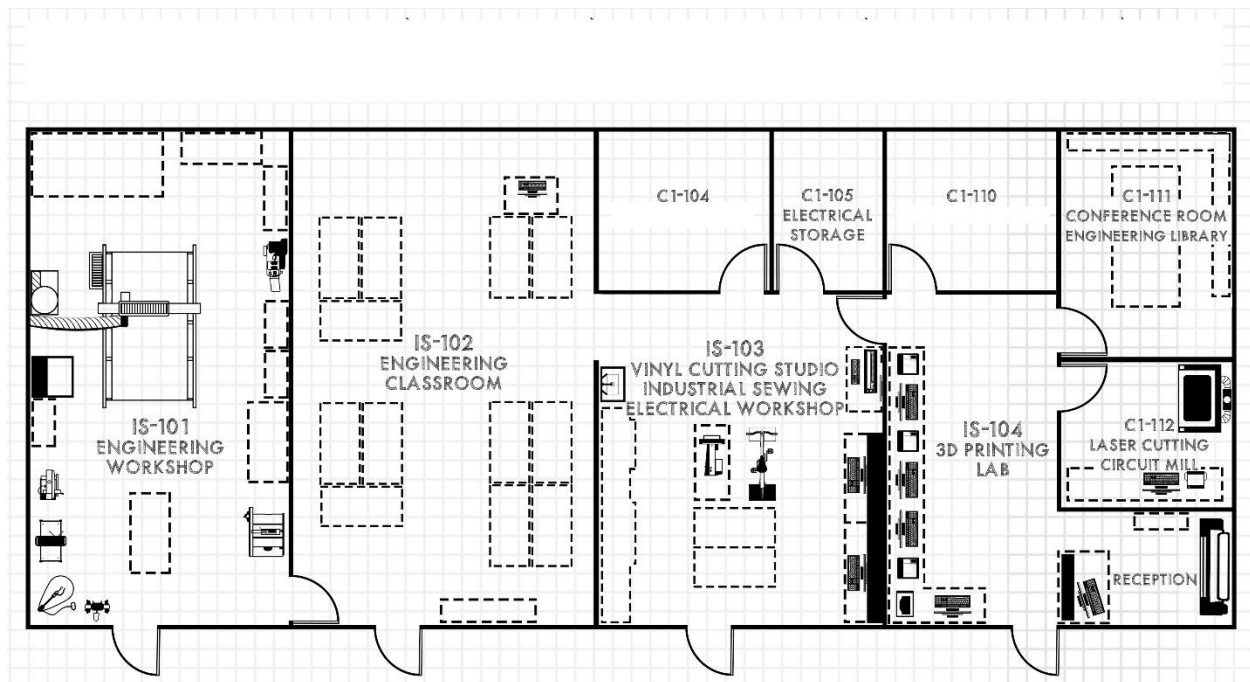 C1-104
C1-105
ELECTRICAL
STORAGE
C1-110
C1-111
CONFERENCE ROOM
ENGINEERING LIBRARY
IS-102
ENGINEERING
CLASSROOM
IS-103
VINYL CUTTING STUDIO
INDUSTRIAL SEWING
ELECTRICAL WORKSHOP
IS-101
ENGINEERING
WORKSHOP
IS-104
3D PRINTING
LAB
C1-112
LASER CUTTING
CIRCUIT MILL
RECEPTION